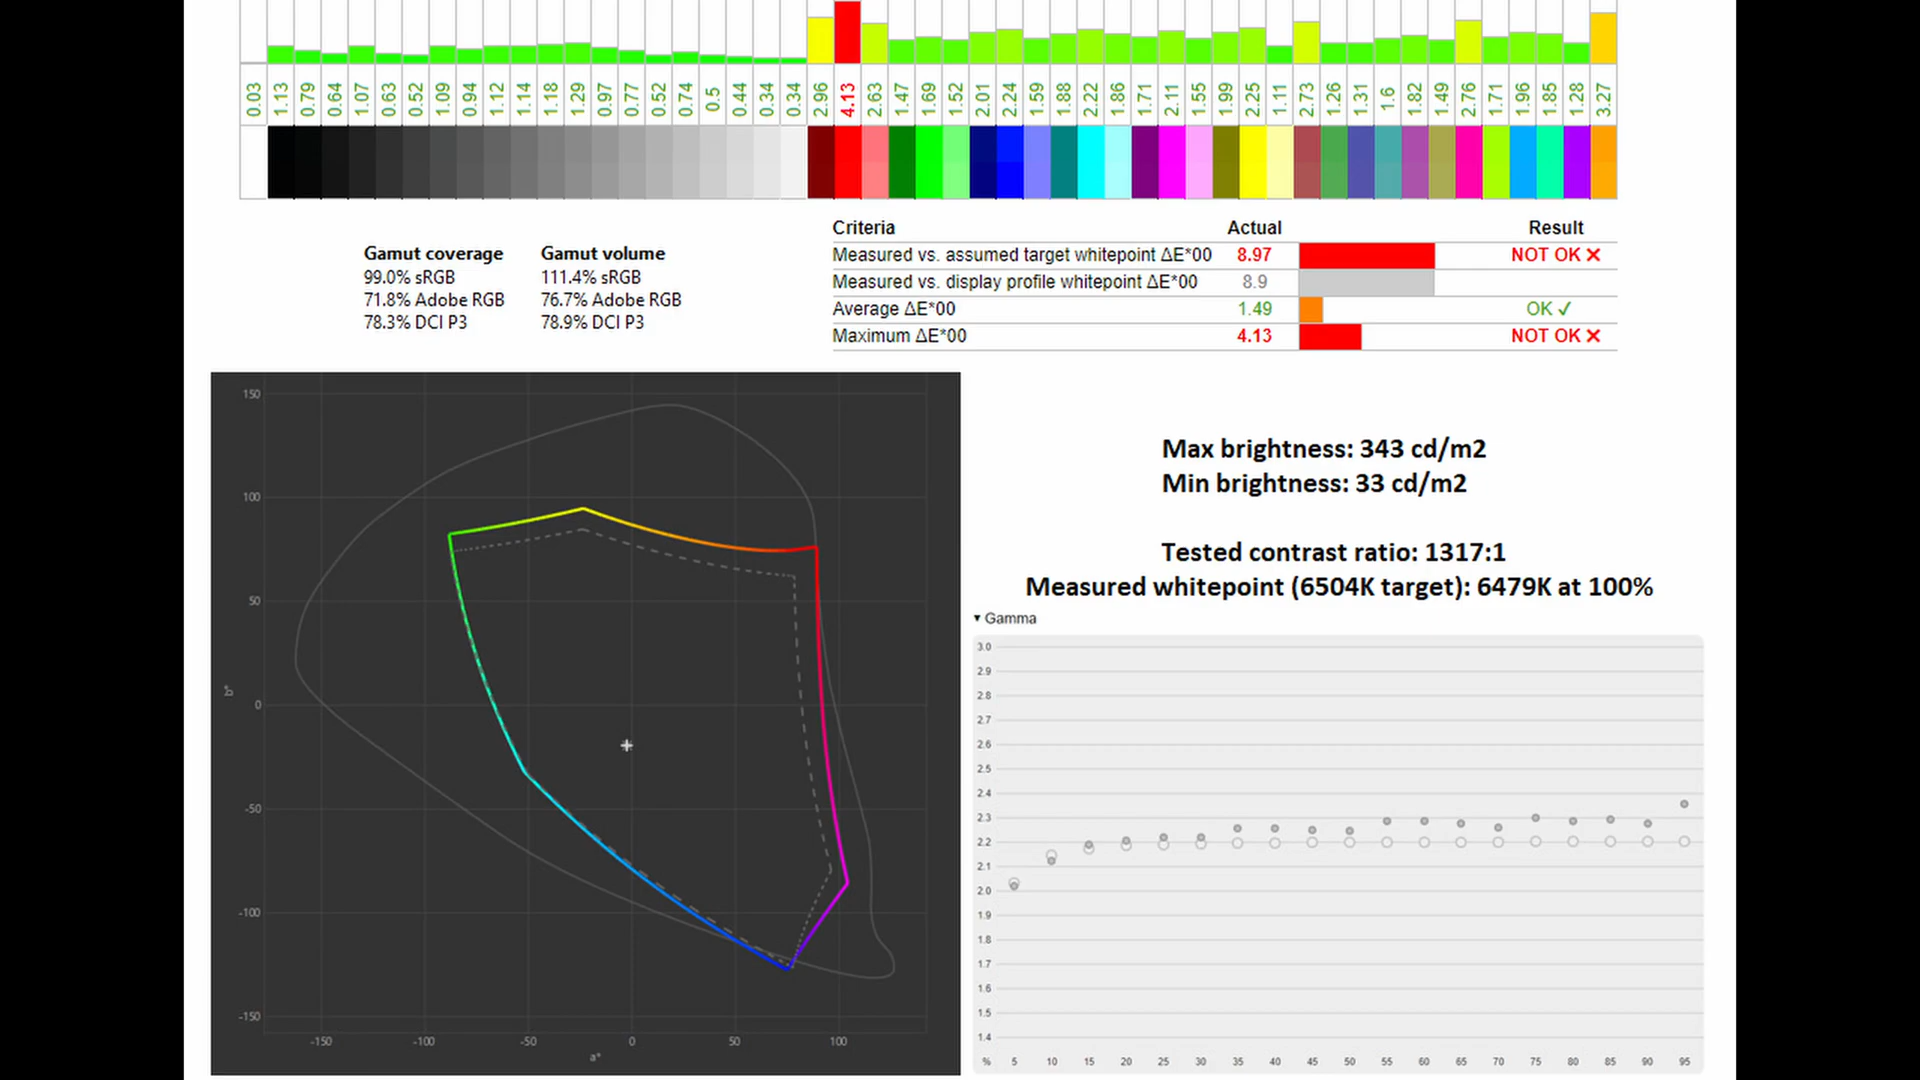 0.03 1.13 0.79 0.64 1.07 0.63 0.52 1.09 0.94 1.12 1.14 1.18 1.29 0.97 0.77 0.52 0.74 0.5 0.44 0.34 0.34 2.96 4.13 2.63 1.47 1.69 1.52 2.01 2.24 1.59 1.88 2.22 1.86 1.71 2.11 1.55 1.99 2.25 1.11 2.73 1.26 1.31 1.6 1.82 1.49 2.76 1.71 1.96 1.85 1.28 3.27
Criteria Actual Result
Measured vs. assumed target whitepoint ΔE*00 8.97 NOT OK ✕
Measured vs. display profile whitepoint ΔE*00 8.9
Average ΔE*00 1.49 OK ✓
Maximum ΔE*00 4.13 NOT OK ✕
Gamut coverage Gamut volume
99.0% sRGB 111.4% sRGB
71.8% Adobe RGB 76.7% Adobe RGB
78.3% DCI P3 78.9% DCI P3
150
100
50
0
-50
-100
-150
b*
-150 -100 -50 0 50 100
a*
Max brightness: 343 cd/m2
Min brightness: 33 cd/m2
Tested contrast ratio: 1317:1
Measured whitepoint (6504K target): 6479K at 100%
▾ Gamma
3.0
2.9
2.8
2.7
2.6
2.5
2.4
2.3
2.2
2.1
2.0
1.9
1.8
1.7
1.6
1.5
1.4
% 5 10 15 20 25 30 35 40 45 50 55 60 65 70 75 80 85 90 95